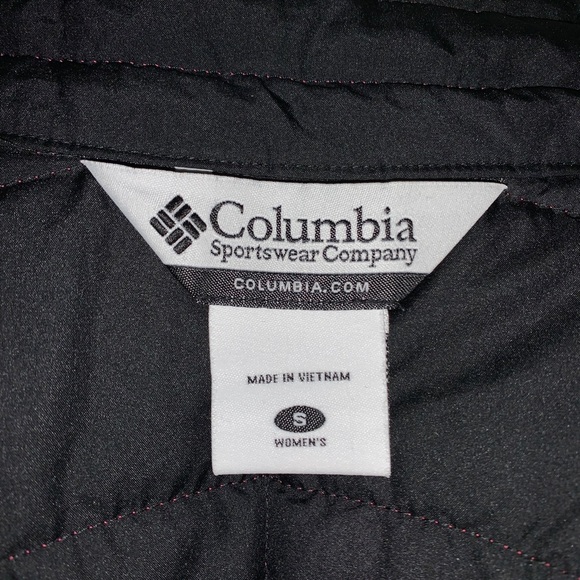 Columbia
Sportswear Company
COLUMBIA.COM
MADE IN VIETNAM
S
WOMEN'S